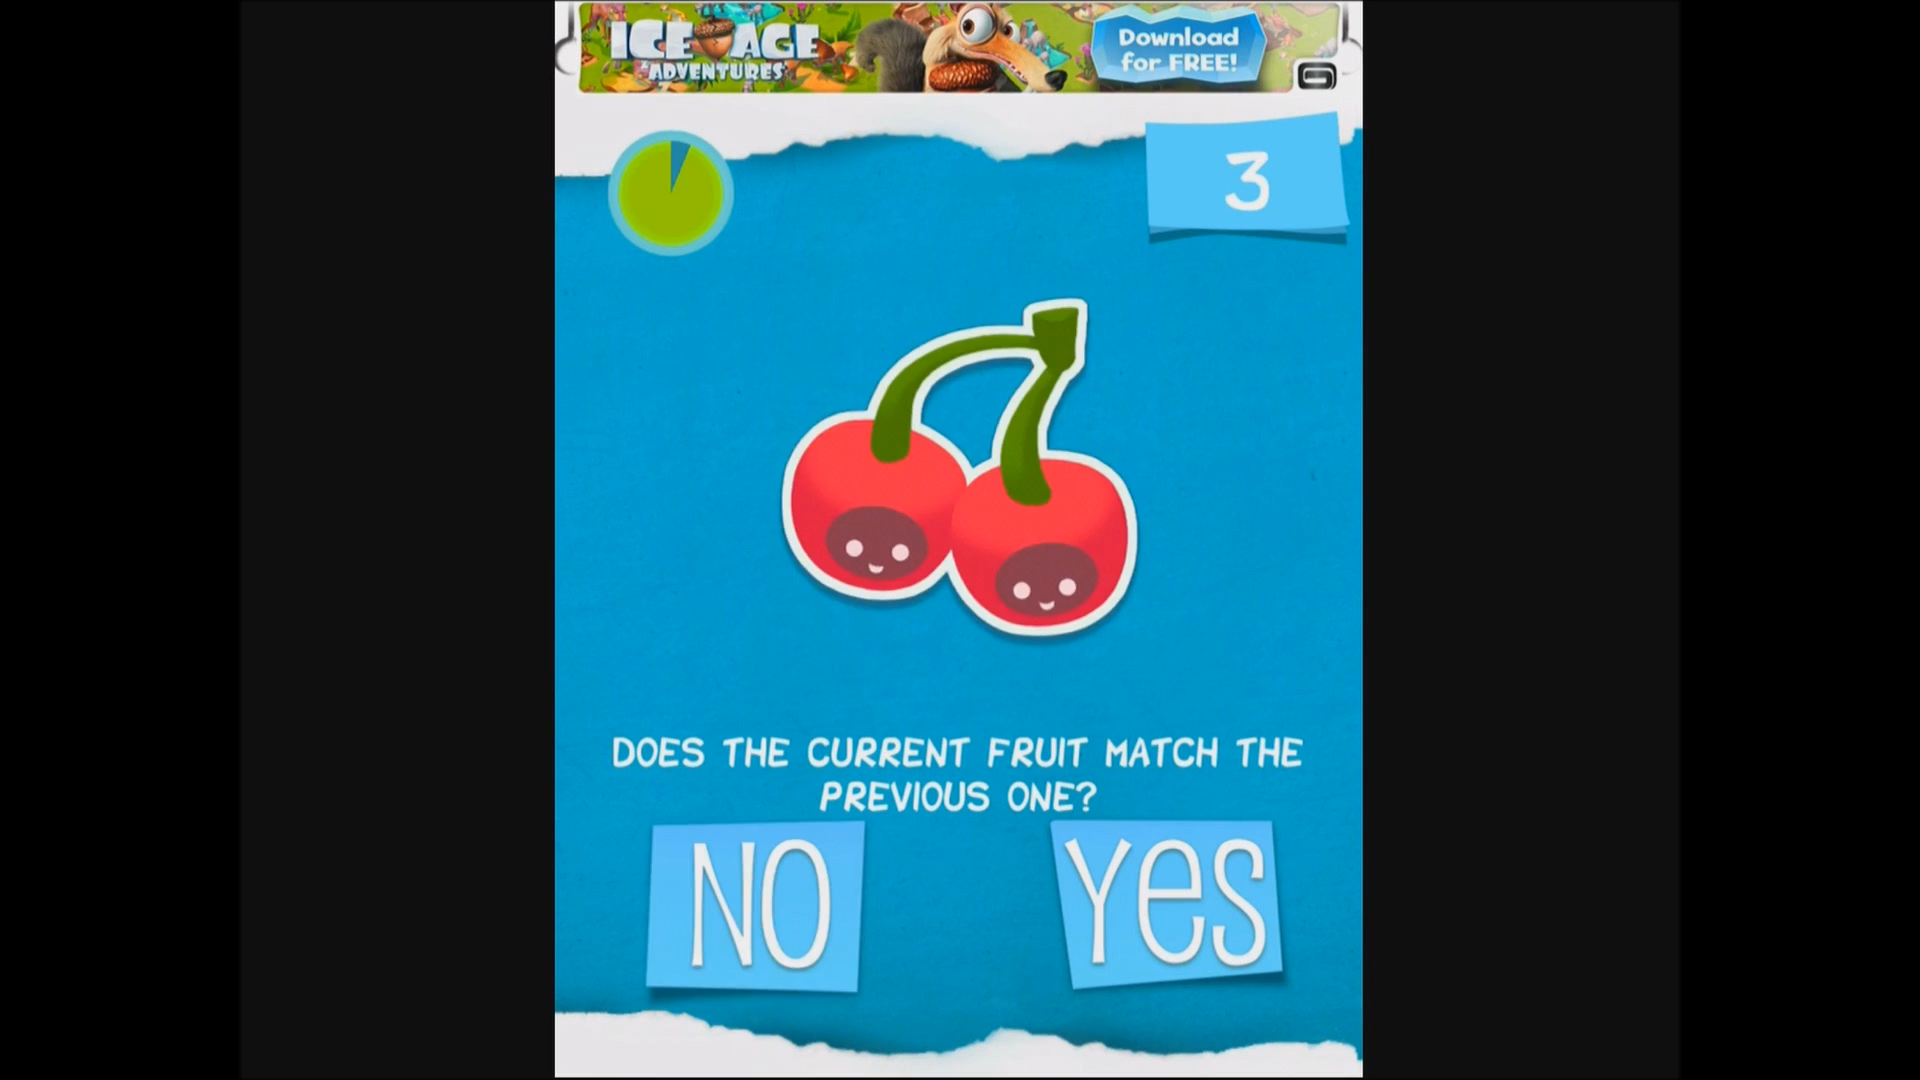 ICE AGE
ADVENTURES
Download
for FREE!
3
DOES THE CURRENT FRUIT MATCH THE
PREVIOUS ONE?
NO
YES